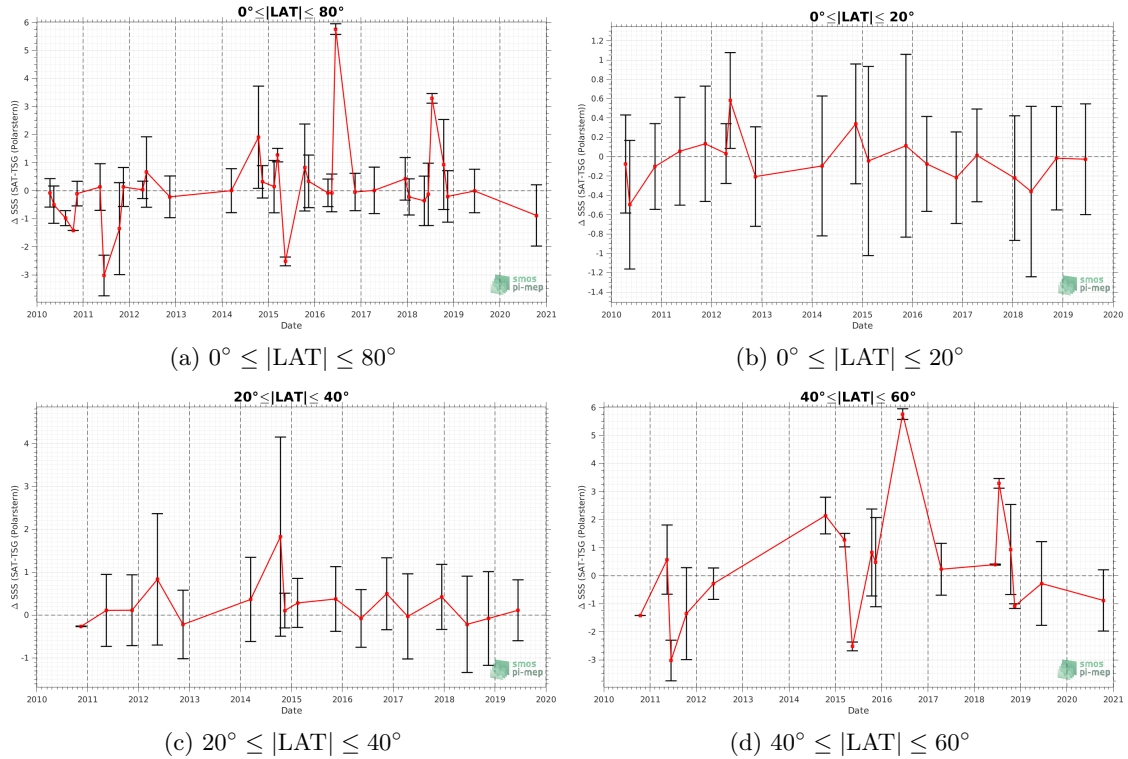 0°≤|LAT|≤ 80°
Δ SSS (SAT-TSG (Polarstern))
6
5
4
3
2
1
0
-1
-2
-3
2010 2011 2012 2013 2014 2015 2016 2017 2018 2019 2020 2021
Date
smos
pi-mep
(a) 0° ≤ |LAT| ≤ 80°
0°≤|LAT|≤ 20°
Δ SSS (SAT-TSG (Polarstern))
1.2
1
0.8
0.6
0.4
0.2
0
-0.2
-0.4
-0.6
-0.8
-1
-1.2
-1.4
2010 2011 2012 2013 2014 2015 2016 2017 2018 2019 2020
Date
smos
pi-mep
(b) 0° ≤ |LAT| ≤ 20°
20°≤|LAT|≤ 40°
Δ SSS (SAT-TSG (Polarstern))
4
3
2
1
0
-1
2010 2011 2012 2013 2014 2015 2016 2017 2018 2019 2020
Date
smos
pi-mep
(c) 20° ≤ |LAT| ≤ 40°
40°≤|LAT|≤ 60°
Δ SSS (SAT-TSG (Polarstern))
6
5
4
3
2
1
0
-1
-2
-3
2010 2011 2012 2013 2014 2015 2016 2017 2018 2019 2020 2021
Date
smos
pi-mep
(d) 40° ≤ |LAT| ≤ 60°